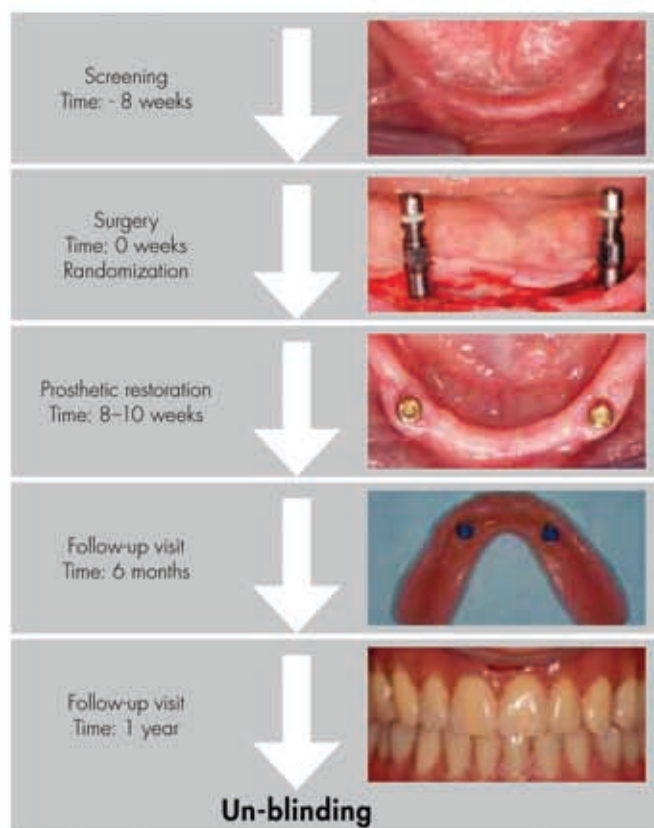 Screening
Time: - 8 weeks
Surgery
Time: 0 weeks
Randomization
Prosthetic restoration
Time: 8–10 weeks
Follow-up visit
Time: 6 months
Follow-up visit
Time: 1 year
Un-blinding